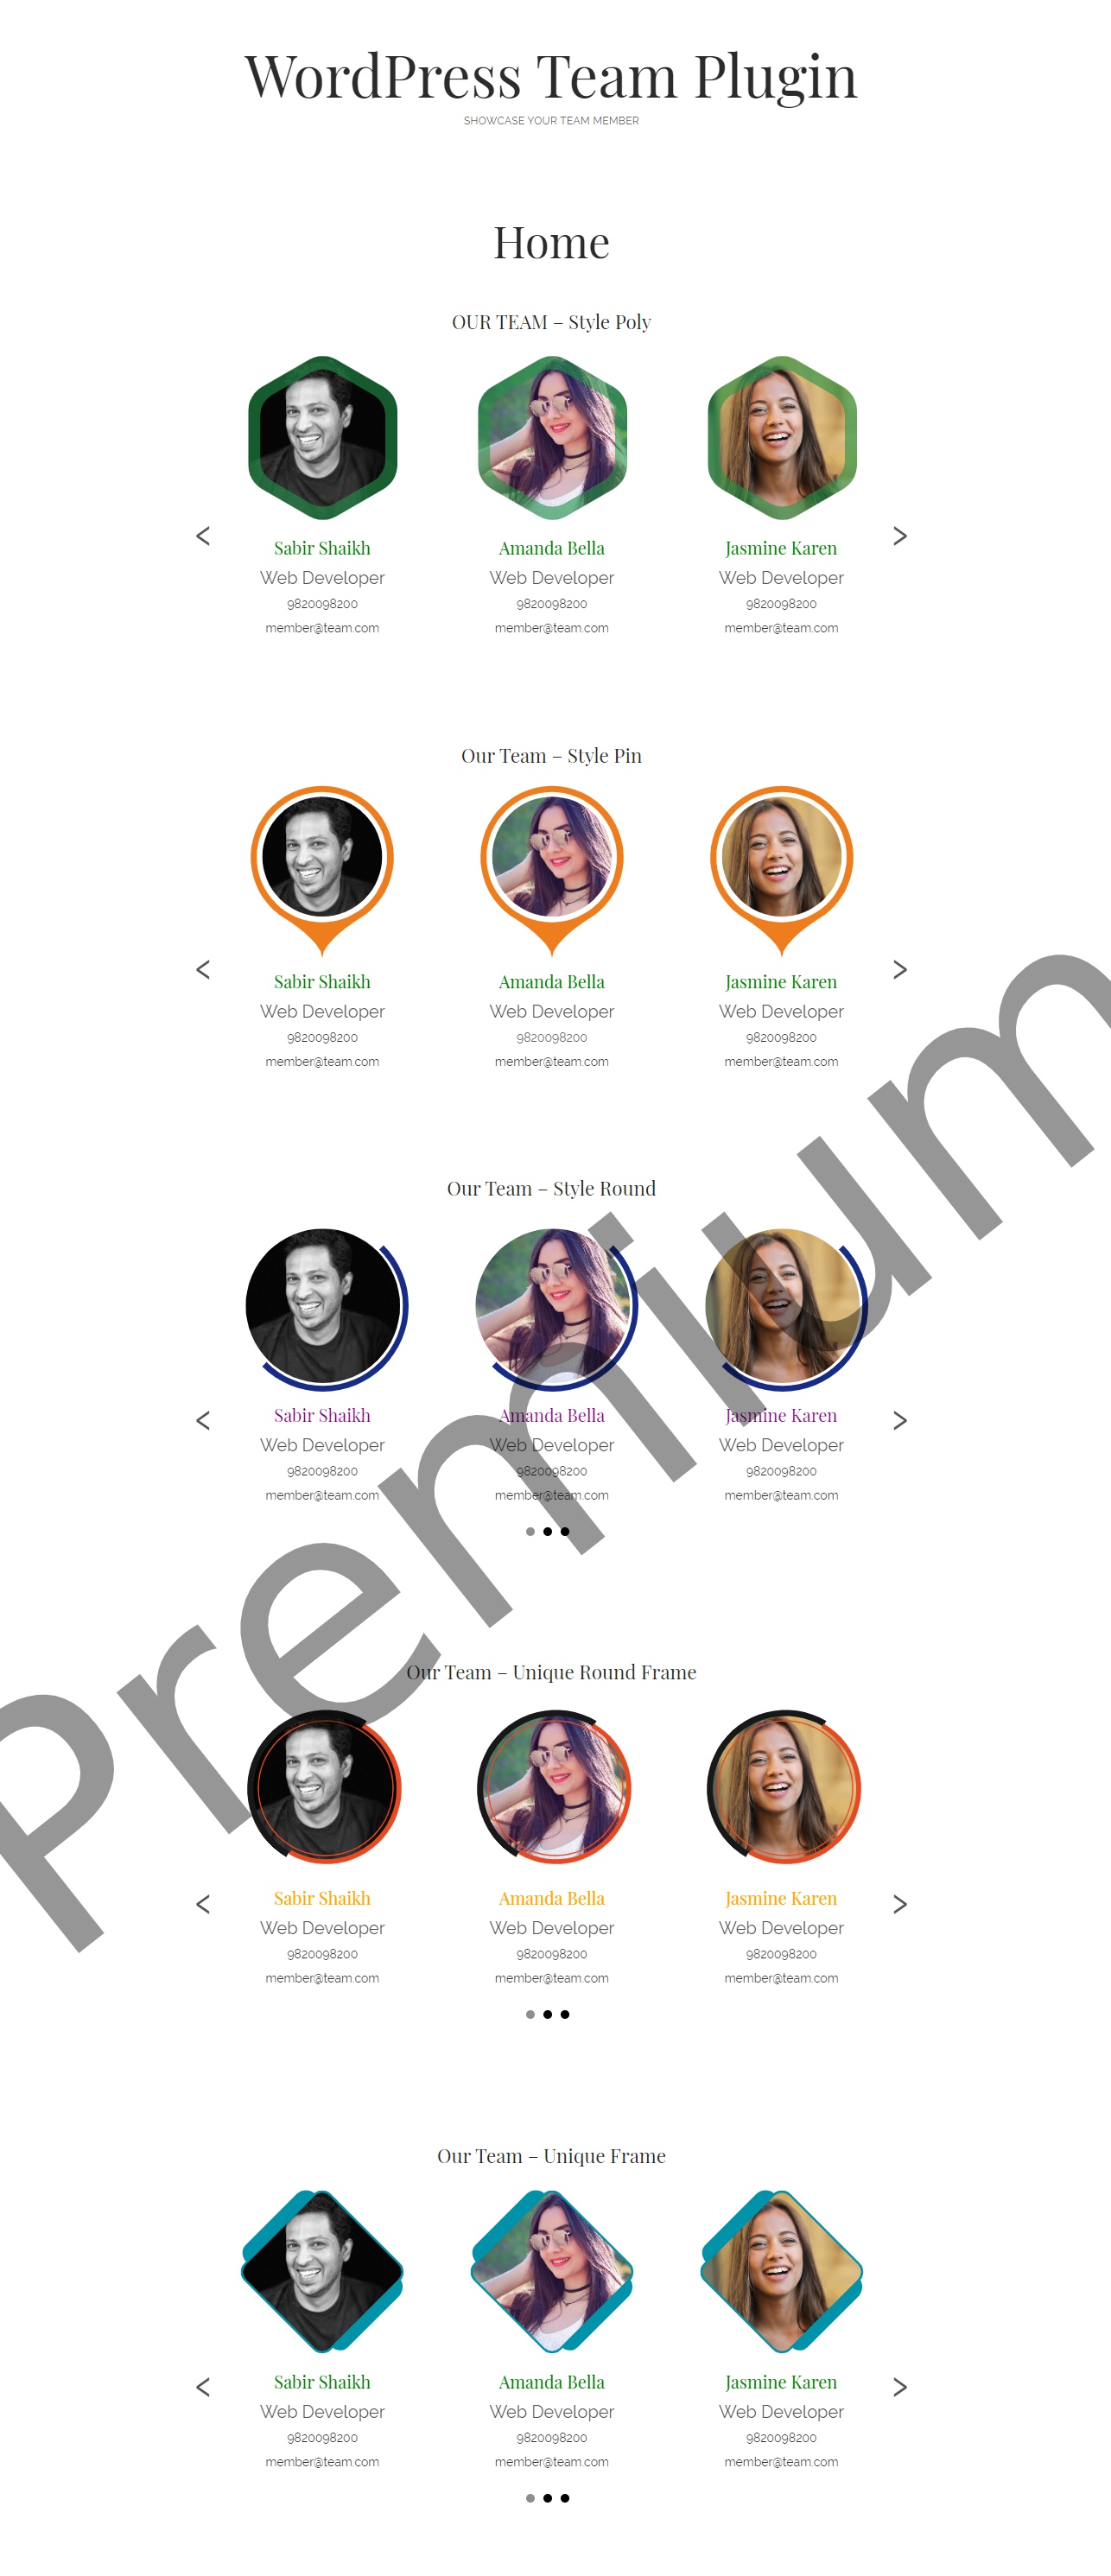 WordPress Team Plugin
SHOWCASE YOUR TEAM MEMBER
Home
OUR TEAM – Style Poly
< >
Sabir Shaikh Amanda Bella Jasmine Karen
Web Developer Web Developer Web Developer
9820098200 9820098200 9820098200
member@team.com member@team.com member@team.com
Our Team – Style Pin
< >
Sabir Shaikh Amanda Bella Jasmine Karen
Web Developer Web Developer Web Developer
9820098200 9820098200 9820098200
member@team.com member@team.com member@team.com
Our Team – Style Round
< >
Sabir Shaikh Amanda Bella Jasmine Karen
Web Developer Web Developer Web Developer
9820098200 9820098200 9820098200
member@team.com member@team.com member@team.com
Premium
Our Team – Unique Round Frame
< >
Sabir Shaikh Amanda Bella Jasmine Karen
Web Developer Web Developer Web Developer
9820098200 9820098200 9820098200
member@team.com member@team.com member@team.com
Our Team – Unique Frame
< >
Sabir Shaikh Amanda Bella Jasmine Karen
Web Developer Web Developer Web Developer
9820098200 9820098200 9820098200
member@team.com member@team.com member@team.com